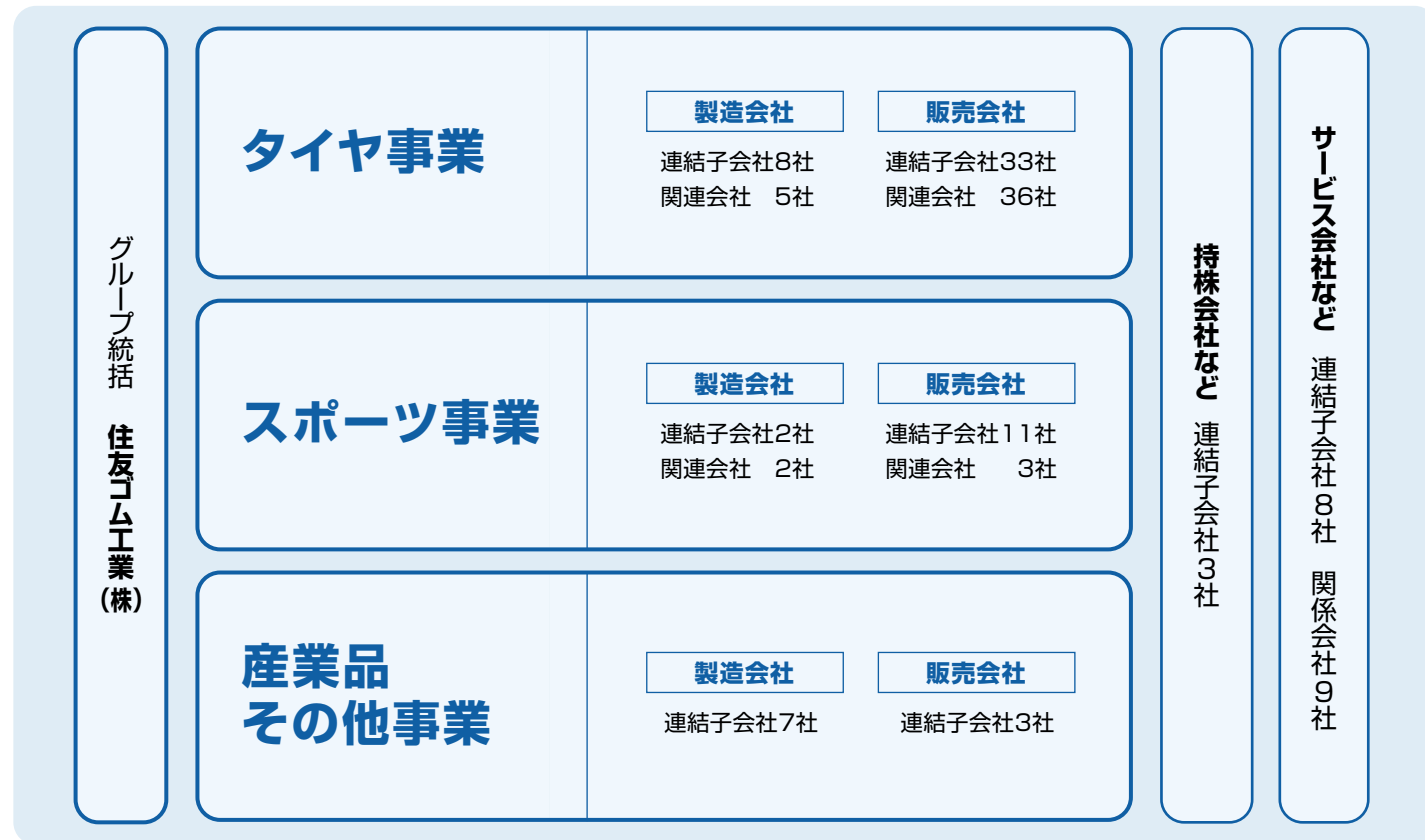 グループ統括　住友ゴム工業（株）
タイヤ事業
製造会社
連結子会社8社
関連会社　5社
販売会社
連結子会社33社
関連会社　36社
スポーツ事業
製造会社
連結子会社2社
関連会社　2社
販売会社
連結子会社11社
関連会社　3社
産業品
その他事業
製造会社
連結子会社7社
販売会社
連結子会社3社
持株会社など　連結子会社3社
サービス会社など　連結子会社8社　関係会社9社